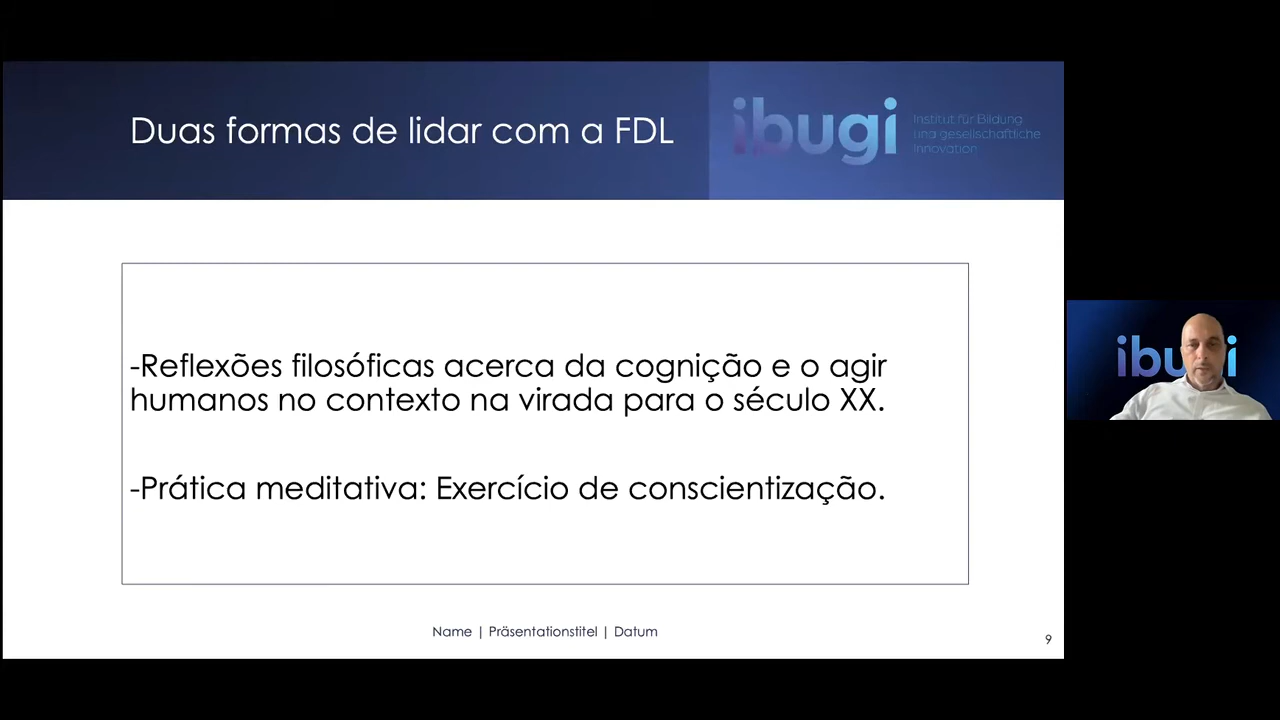 Duas formas de lidar com a FDL
ibugi
Institut für Bildung
und gesellschaftliche
Innovation
-Reflexões filosóficas acerca da cognição e o agir
humanos no contexto na virada para o século XX.
-Prática meditativa: Exercício de conscientização.
Name | Präsentationstitel | Datum
9
ibugi